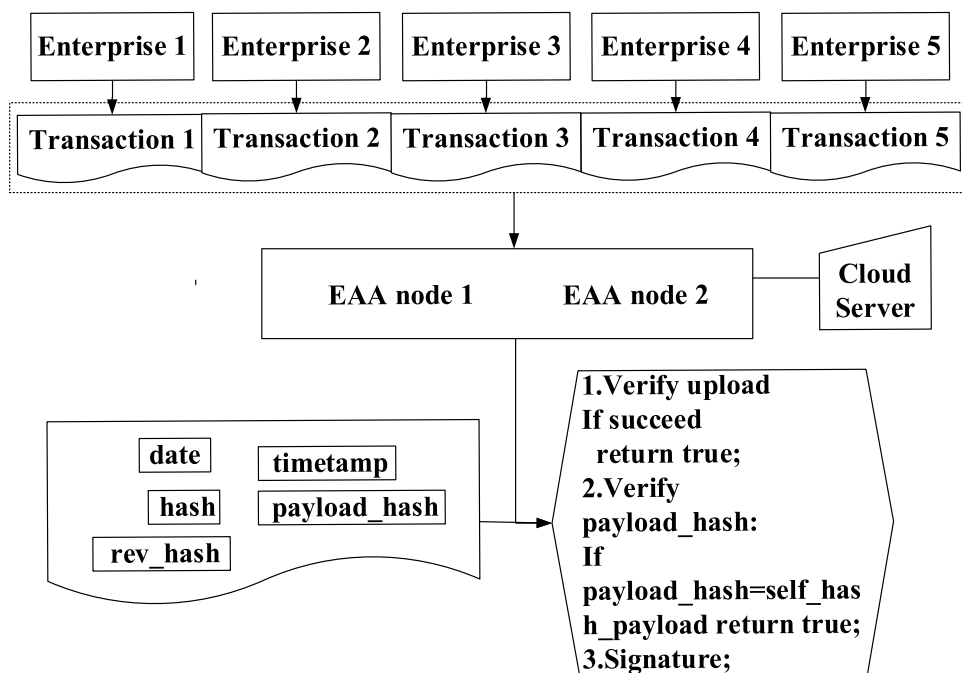 Enterprise 1
Enterprise 2
Enterprise 3
Enterprise 4
Enterprise 5
Transaction 1
Transaction 2
Transaction 3
Transaction 4
Transaction 5
EAA node 1
EAA node 2
Cloud
Server
date
timetamp
hash
payload_hash
rev_hash
1.Verify upload
If succeed
return true;
2.Verify
payload_hash:
If
payload_hash=self_has
h_payload return true;
3.Signature;